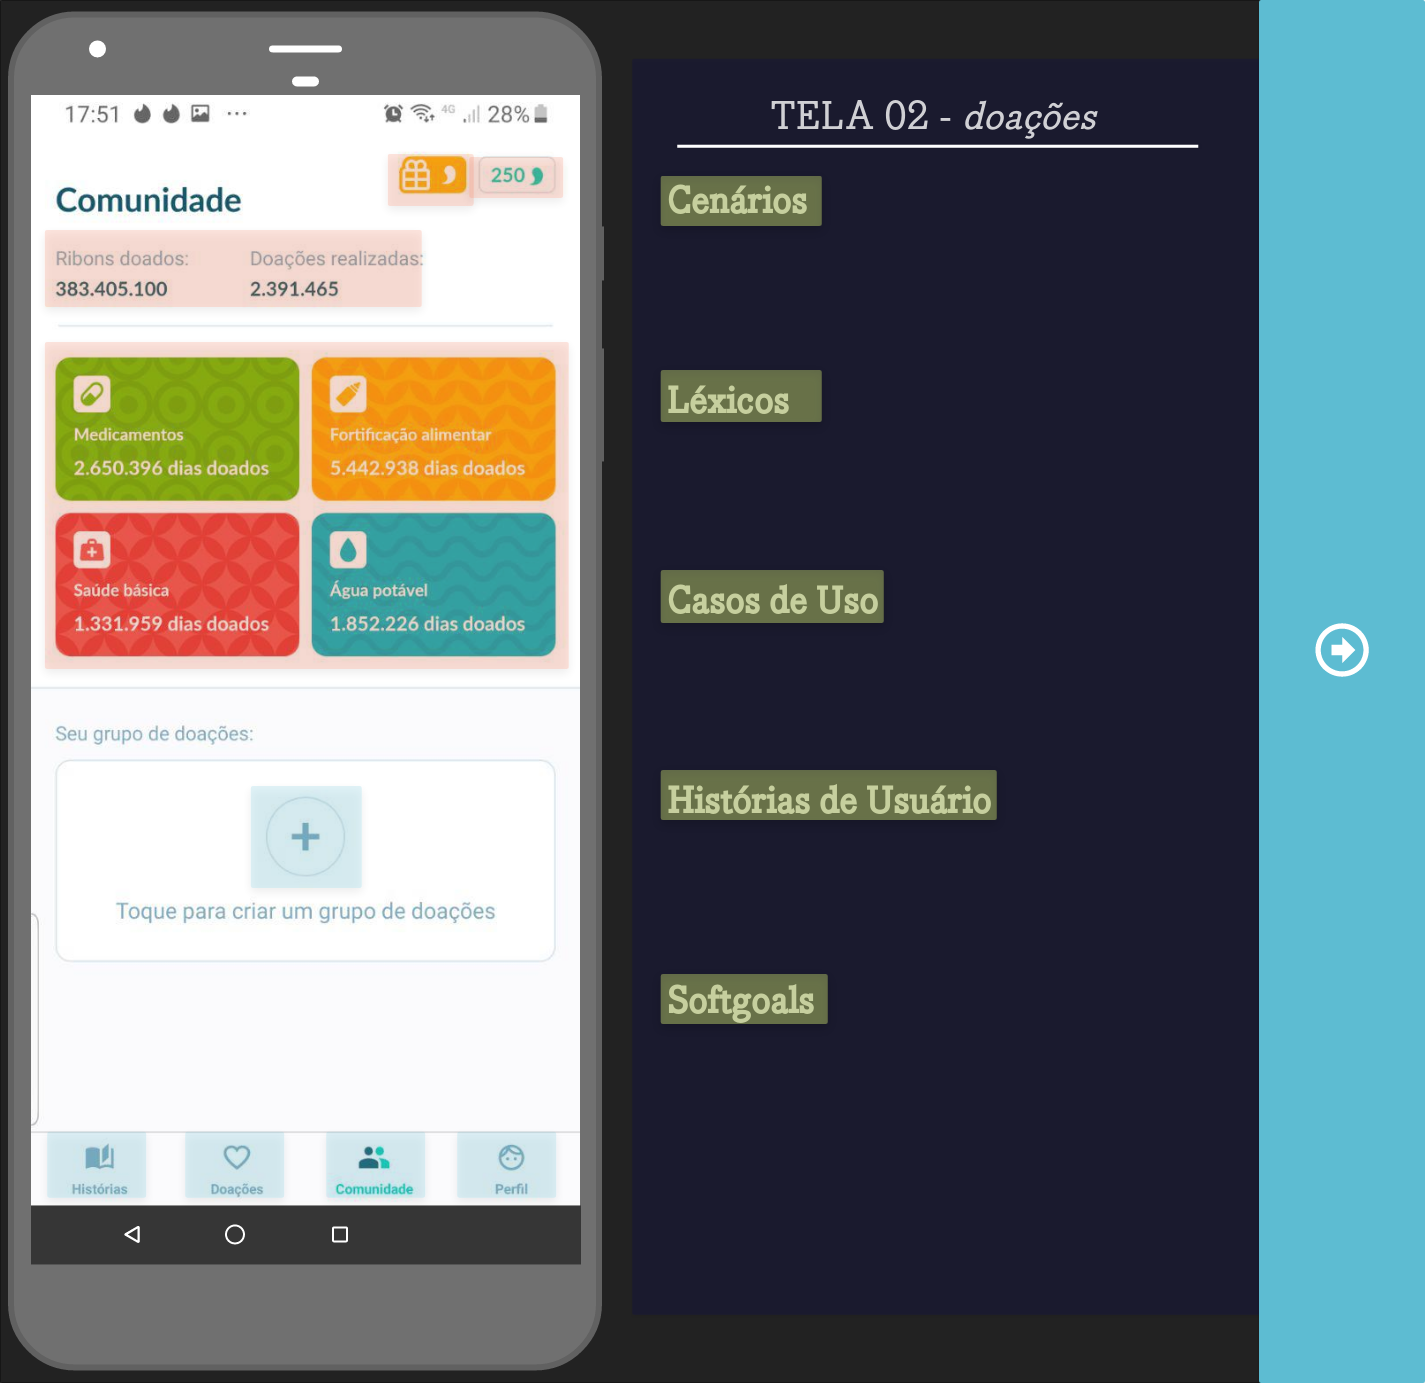 17:51
4G
28%
250
Comunidade
Ribons doados:
Doações realizadas:
383.405.100
2.391.465
Medicamentos
2.650.396 dias doados
Fortificação alimentar
5.442.938 dias doados
Saúde básica
1.331.959 dias doados
Água potável
1.852.226 dias doados
Seu grupo de doações:
Toque para criar um grupo de doações
Histórias
Doações
Comunidade
Perfil
TELA 02 - doações
Cenários
Léxicos
Casos de Uso
Histórias de Usuário
Softgoals